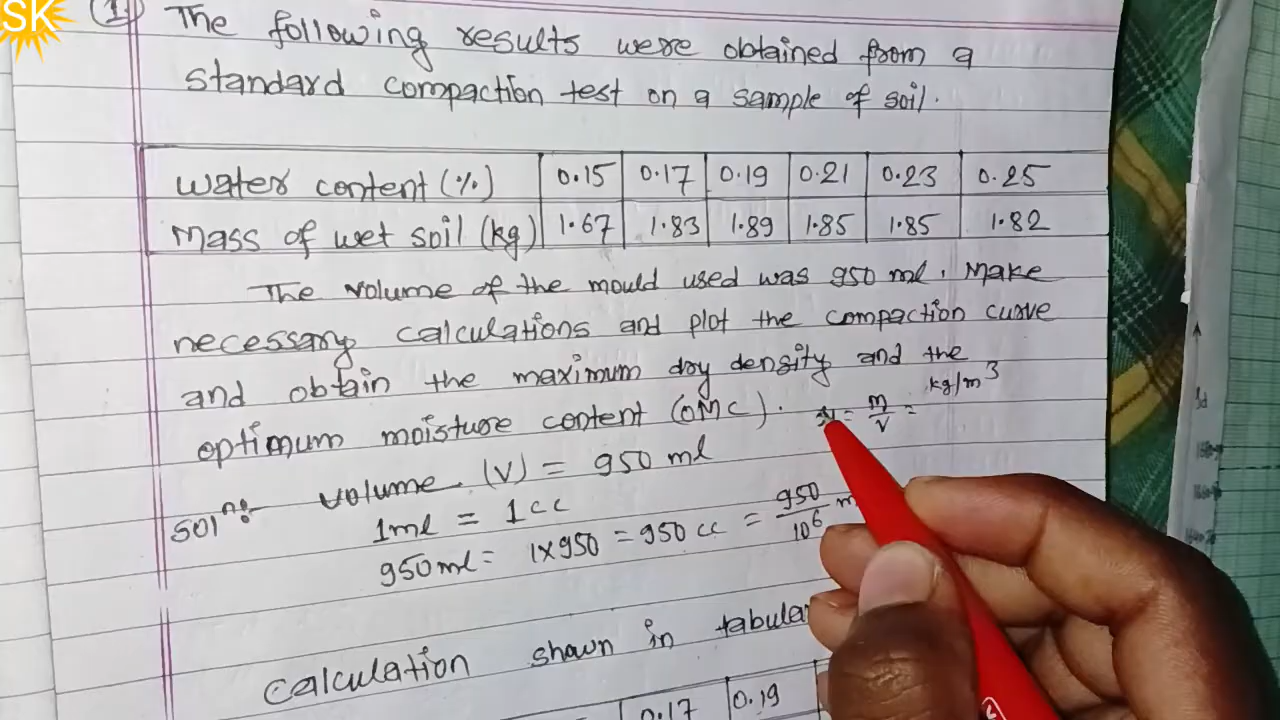 SK
(1) The following results were obtained from a
standard compaction test on a sample of soil.
water content (%) 0.15 0.17 0.19 0.21 0.23 0.25
Mass of wet soil (kg) 1.67 1.83 1.89 1.85 1.85 1.82
The volume of the mould used was 950 ml. Make
necessary calculations and plot the compaction curve
and obtain the maximum dry density and the
optimum moisture content (OMC). = m/v = kg/m³
Solⁿ:- volume (V) = 950 ml
1ml = 1cc
950ml = 1×950 = 950 cc = 950/10⁶ m
Calculation shown in tabular
0.17 0.19